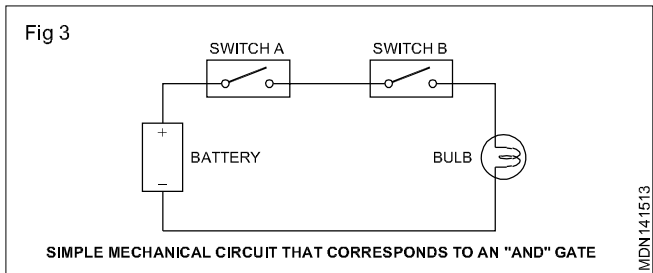 Fig 3
SWITCH A
SWITCH B
+
BATTERY
–
BULB
SIMPLE MECHANICAL CIRCUIT THAT CORRESPONDS TO AN "AND" GATE
MDN141513